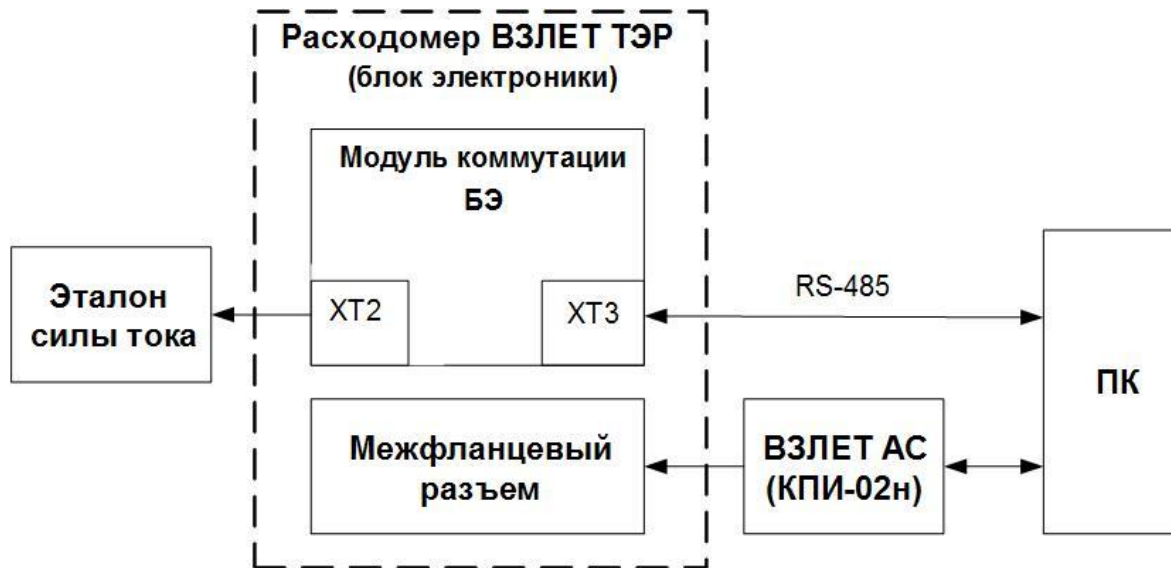 Расходомер ВЗЛЕТ ТЭР
(блок электроники)
Модуль коммутации
БЭ
Эталон
силы тока
XT2
XT3
RS-485
ПК
Межфланцевый
разъем
ВЗЛЕТ АС
(КПИ-02н)